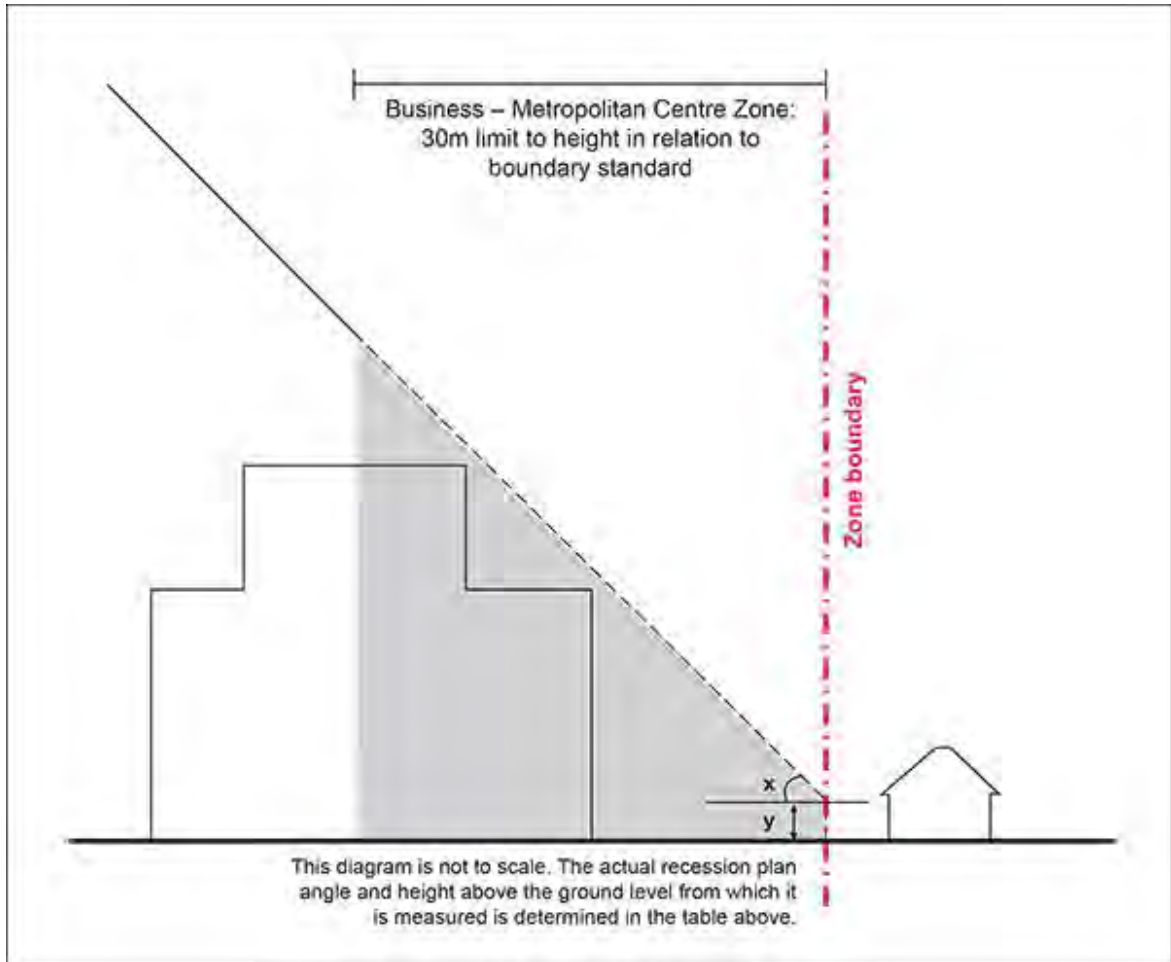 Business – Metropolitan Centre Zone:
30m limit to height in relation to
boundary standard
Zone boundary
x
y
This diagram is not to scale. The actual recession plan
angle and height above the ground level from which it
is measured is determined in the table above.